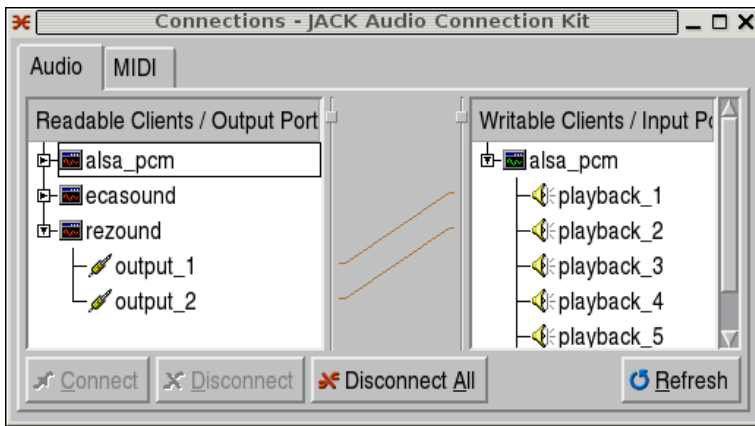 Connections - JACK Audio Connection Kit
Audio
MIDI
Readable Clients / Output Port
alsa_pcm
ecasound
rezound
output_1
output_2
Writable Clients / Input
alsa_pcm
playback_1
playback_2
playback_3
playback_4
playback_5
Connect
Disconnect
Disconnect All
Refresh